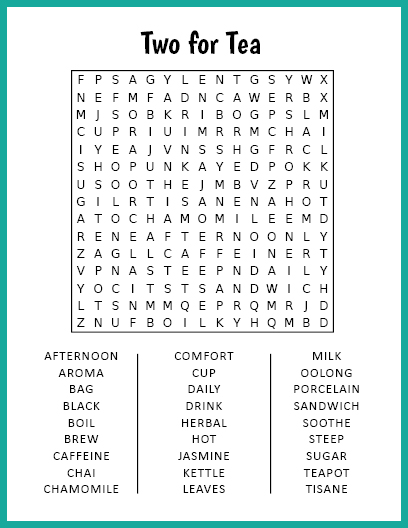 Two for Tea
F P S A G Y L E N T G S Y W X
N E F M F A D N C A W E R B X
M J S O B K R I B O G P S L M
C U P R I U I M R R M C H A I
I Y E A J V N S S H G F R C L
S H O P U N K A Y E D P O K K
U S O O T H E J M B V Z P R U
G I L R T I S A N E N A H O T
A T O C H A M O M I L E E M D
R E N E A F T E R N O O N L Y
Z A G L L C A F F E I N E R T
V P N A S T E E P N D A I L Y
Y O C I T S T S A N D W I C H
L T S N M M Q E P R Q M R J D
Z N U F B O I L K Y H Q M B D
AFTERNOON COMFORT MILK
AROMA CUP OOLONG
BAG DAILY PORCELAIN
BLACK DRINK SANDWICH
BOIL HERBAL SOOTHE
BREW HOT STEEP
CAFFEINE JASMINE SUGAR
CHAI KETTLE TEAPOT
CHAMOMILE LEAVES TISANE